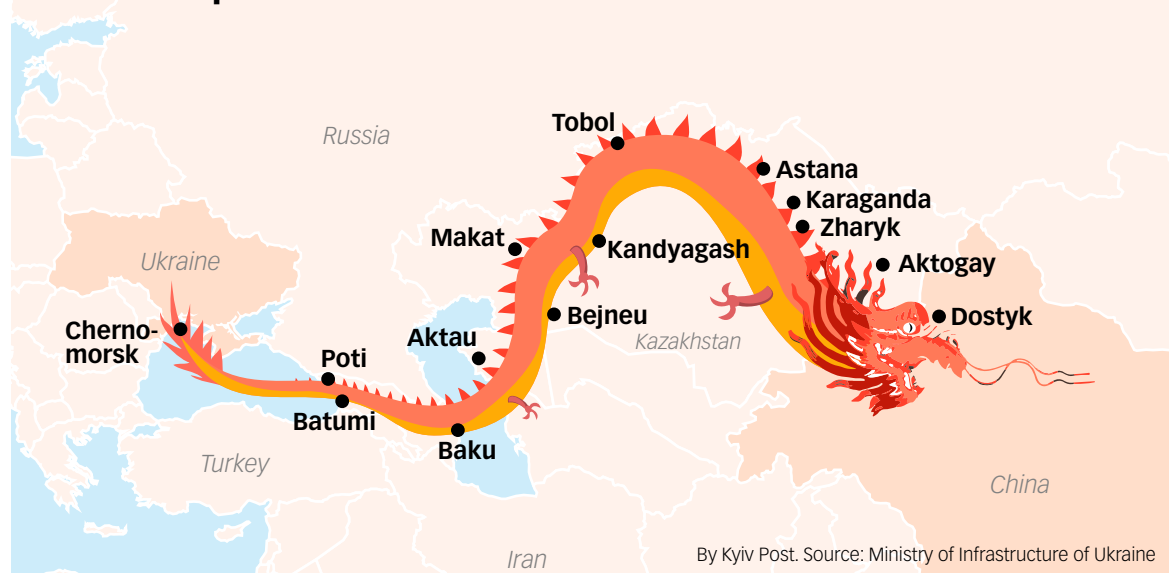 Tobol
Russia
Astana
Karaganda
Zharyk
Makat
Kandyagash
Ukraine
Aktogay
Cherno-
morsk
Bejneu
Dostyk
Aktau
Kazakhstan
Poti
Batumi
Baku
Turkey
China
Iran
By Kyiv Post. Source: Ministry of Infrastructure of Ukraine